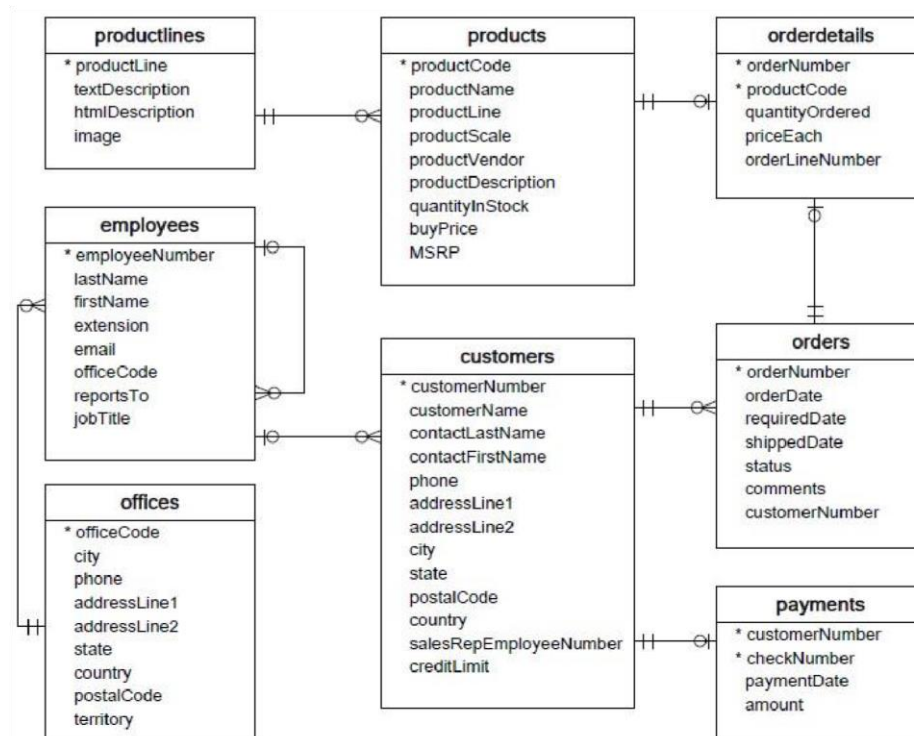 productlines
* productLine
textDescription
htmlDescription
image
products
* productCode
productName
productLine
productScale
productVendor
productDescription
quantityInStock
buyPrice
MSRP
orderdetails
* orderNumber
* productCode
quantityOrdered
priceEach
orderLineNumber
employees
* employeeNumber
lastName
firstName
extension
email
officeCode
reportsTo
jobTitle
customers
* customerNumber
customerName
contactLastName
contactFirstName
phone
addressLine1
addressLine2
city
state
postalCode
country
salesRepEmployeeNumber
creditLimit
orders
* orderNumber
orderDate
requiredDate
shippedDate
status
comments
customerNumber
offices
* officeCode
city
phone
addressLine1
addressLine2
state
country
postalCode
territory
payments
* customerNumber
* checkNumber
paymentDate
amount